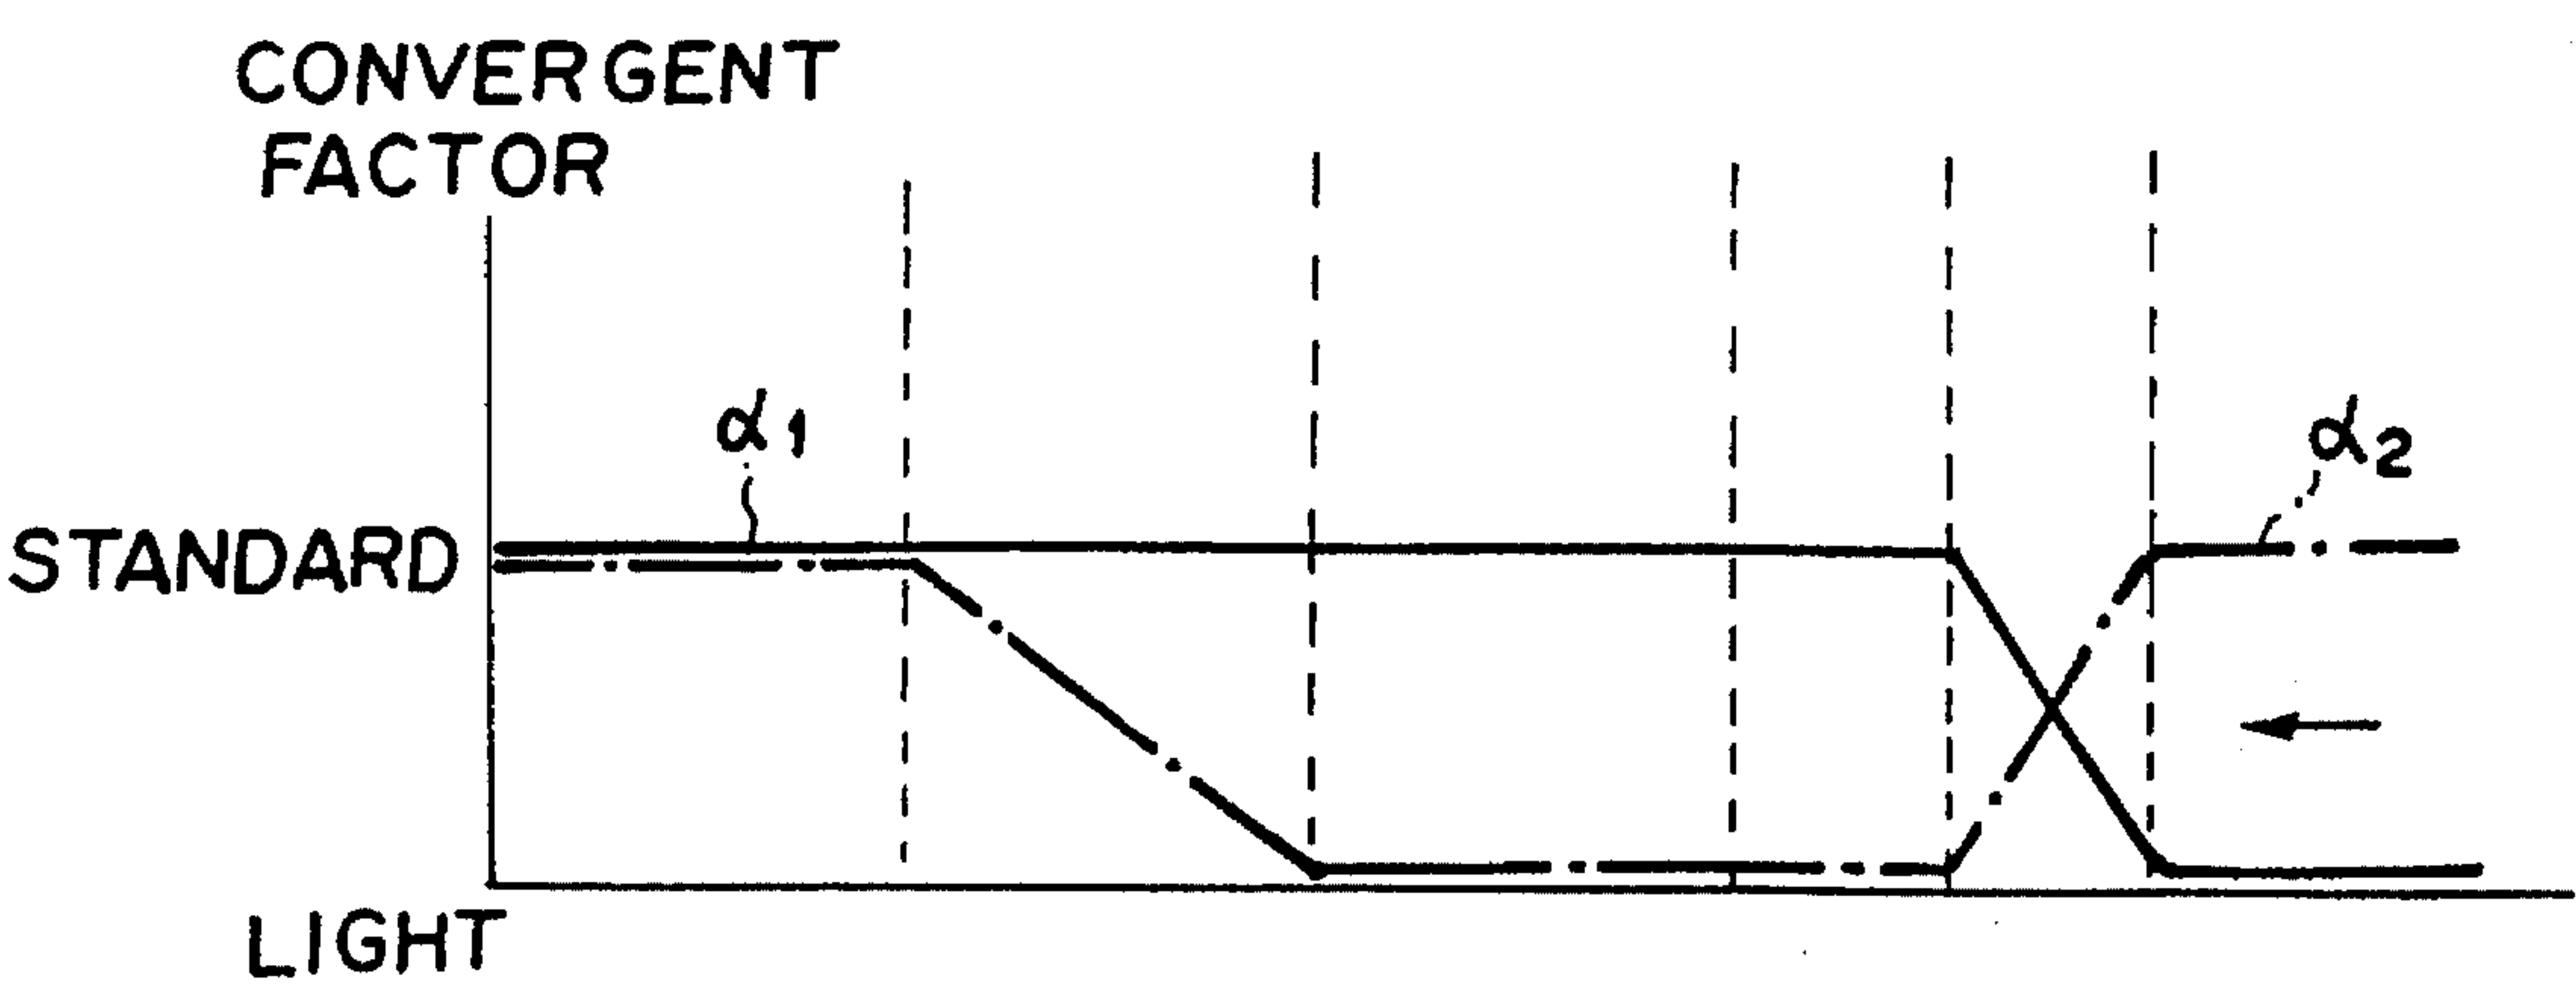 CONVERGENT
FACTOR
α1
α2
STANDARD
LIGHT